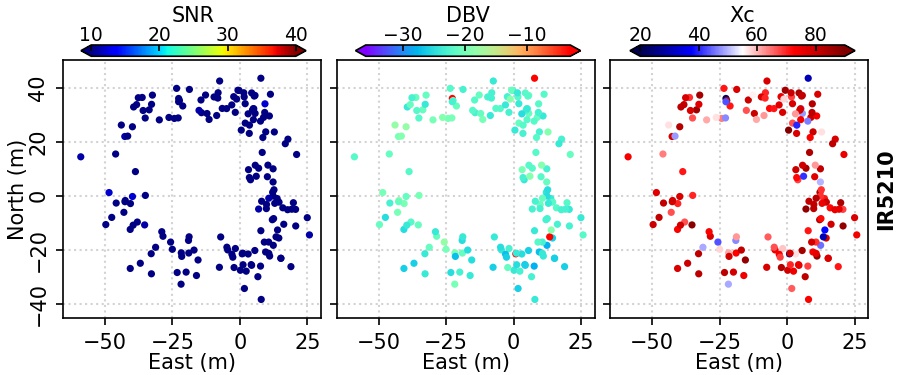 SNR DBV Xc
10 20 30 40 −30 −20 −10 20 40 60 80
North (m)
40
20
0
−20
−40
−50 −25 0 25 −50 −25 0 25 −50 −25 0 25
East (m) East (m) East (m)
IR5210